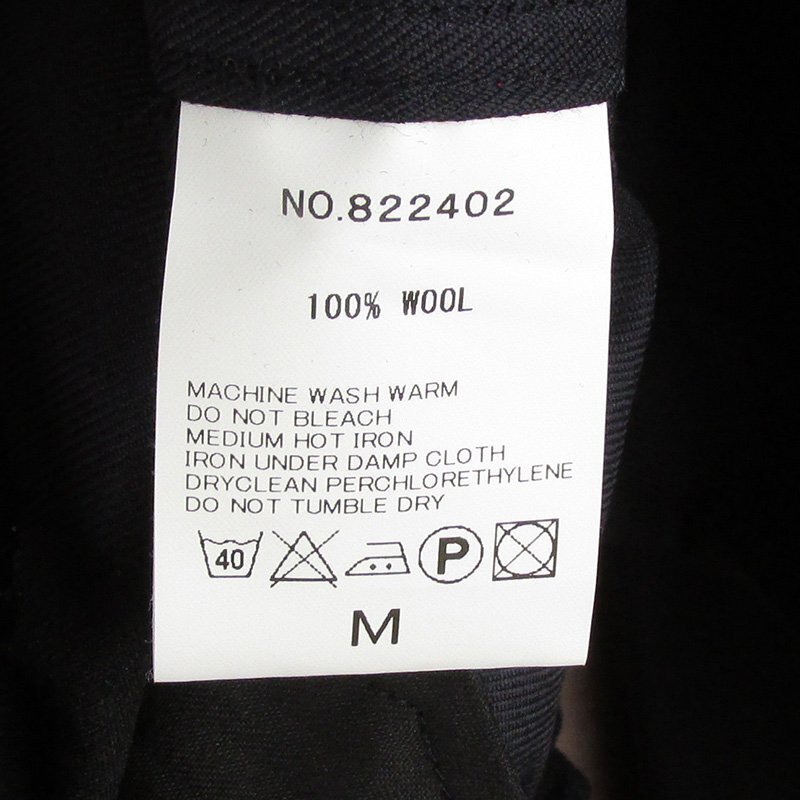 NO.822402
100% WOOL
MACHINE WASH WARM
DO NOT BLEACH
MEDIUM HOT IRON
IRON UNDER DAMP CLOTH
DRYCLEAN PERCHLORETHYLENE
DO NOT TUMBLE DRY
40 P
M